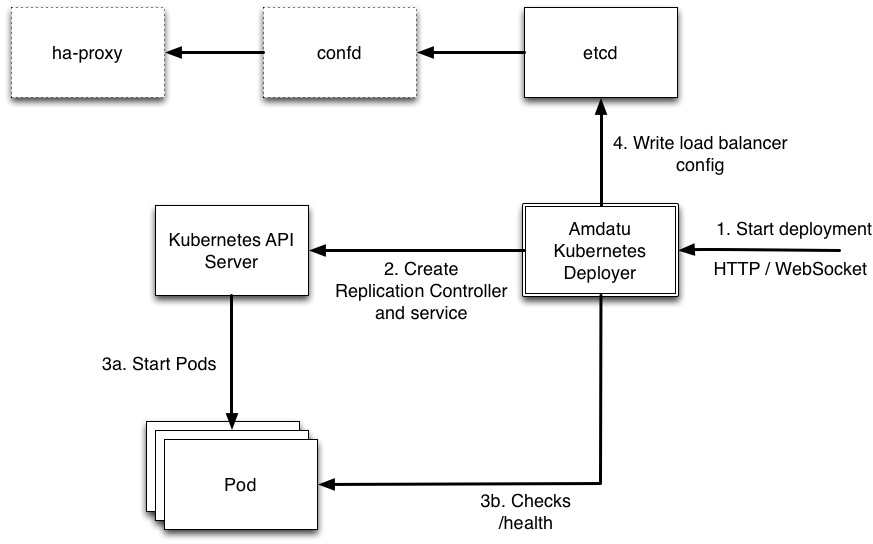 ha-proxy
confd
etcd
4. Write load balancer
config
Kubernetes API
Server
Amdatu
Kubernetes
Deployer
1. Start deployment
HTTP / WebSocket
2. Create
Replication Controller
and service
3a. Start Pods
Pod
3b. Checks
/health